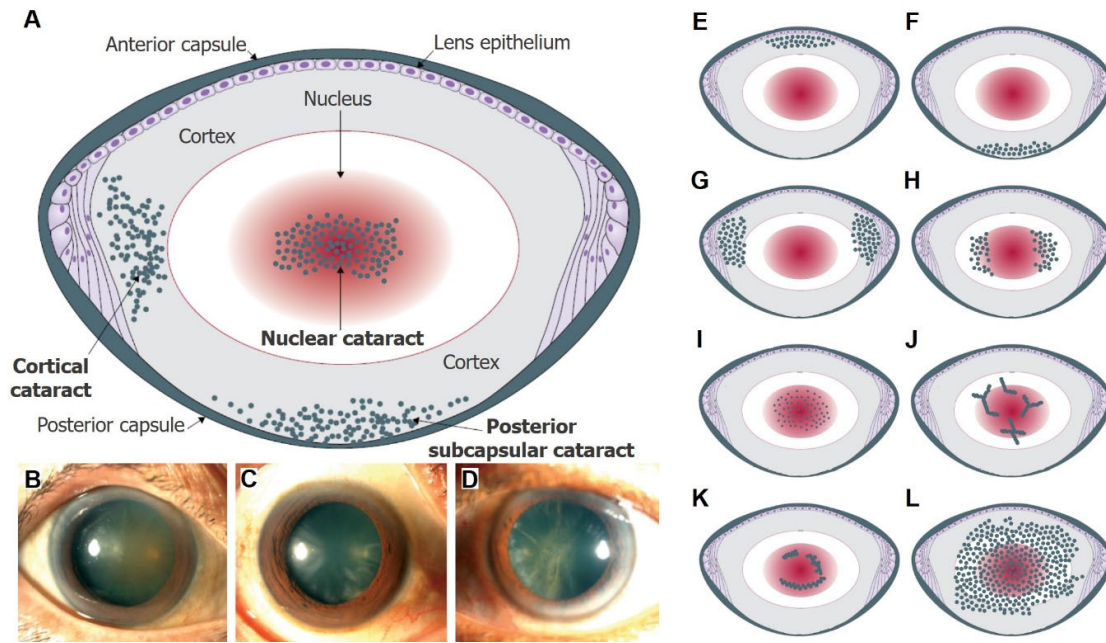 A
Anterior capsule
Lens epithelium
Nucleus
Cortex
Nuclear cataract
Cortical
cataract
Cortex
Posterior capsule
Posterior
subcapsular cataract
B
C
D
E
F
G
H
I
J
K
L